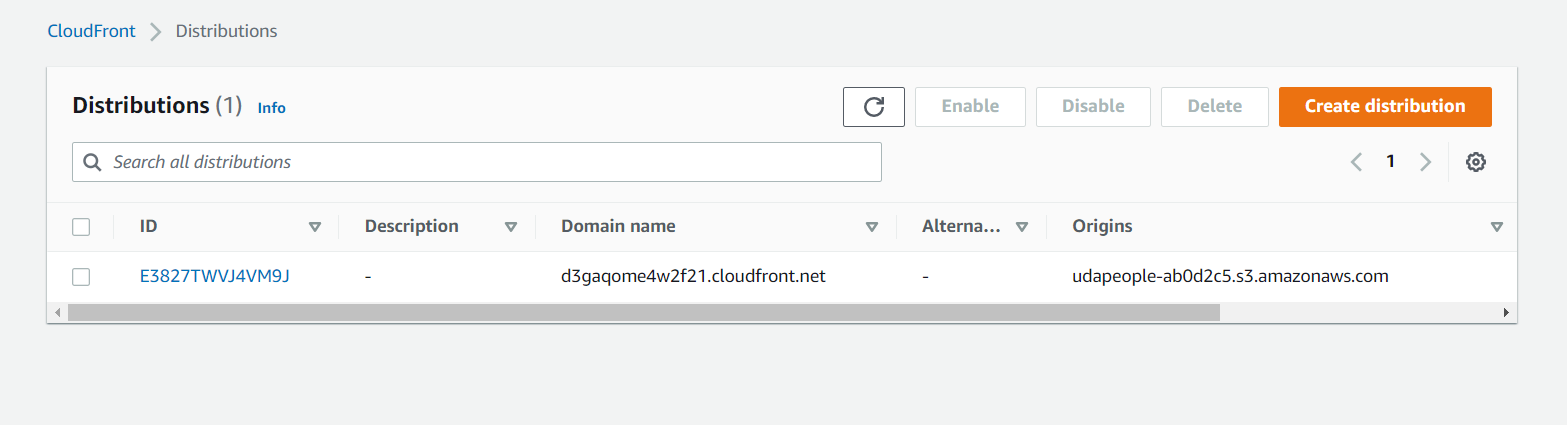 CloudFront Distributions
Distributions (1) Info Enable Disable Delete Create distribution
Search all distributions 1
ID Description Domain name Alterna... Origins
E3827TWVJ4VM9J - d3gaqome4w2f21.cloudfront.net - udapeople-ab0d2c5.s3.amazonaws.com